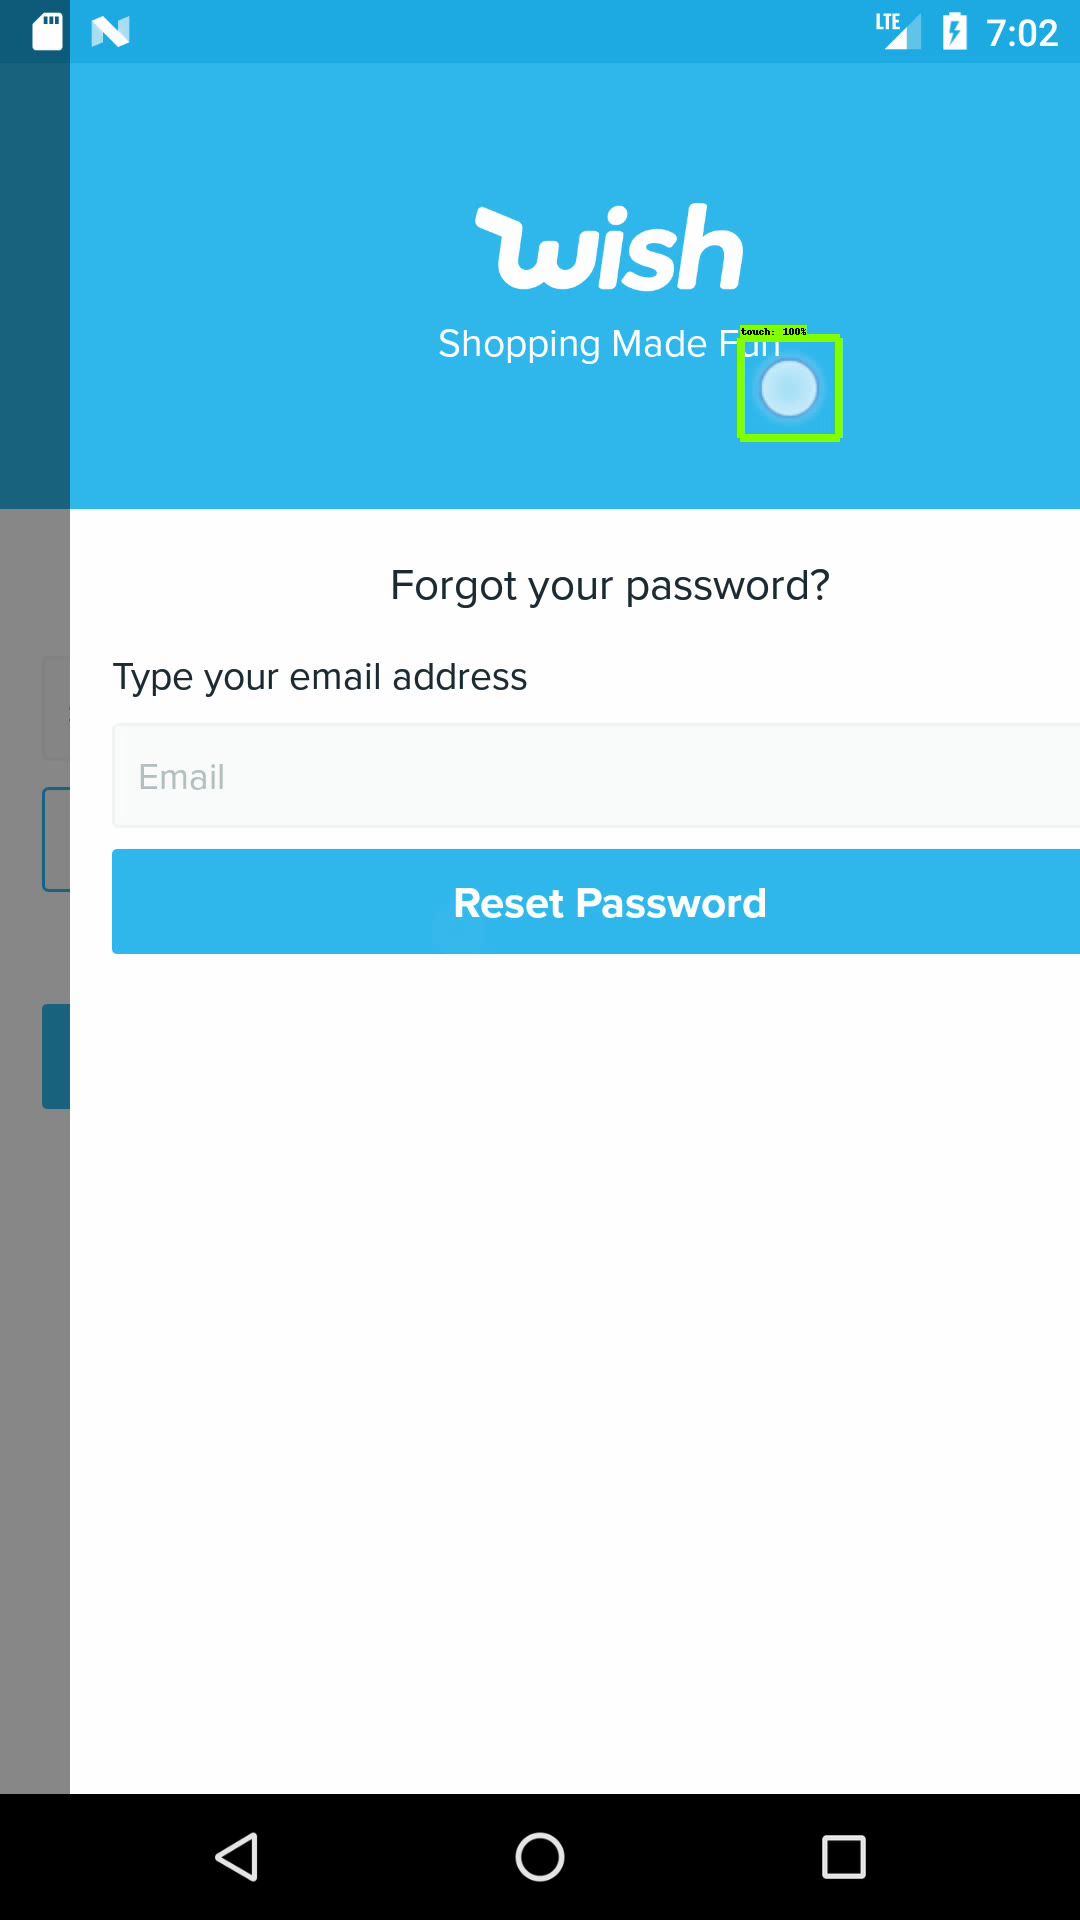 LTE 7:02
wish
Shopping Made Fun
touch: 100%
Forgot your password?
Type your email address
Email
Reset Password